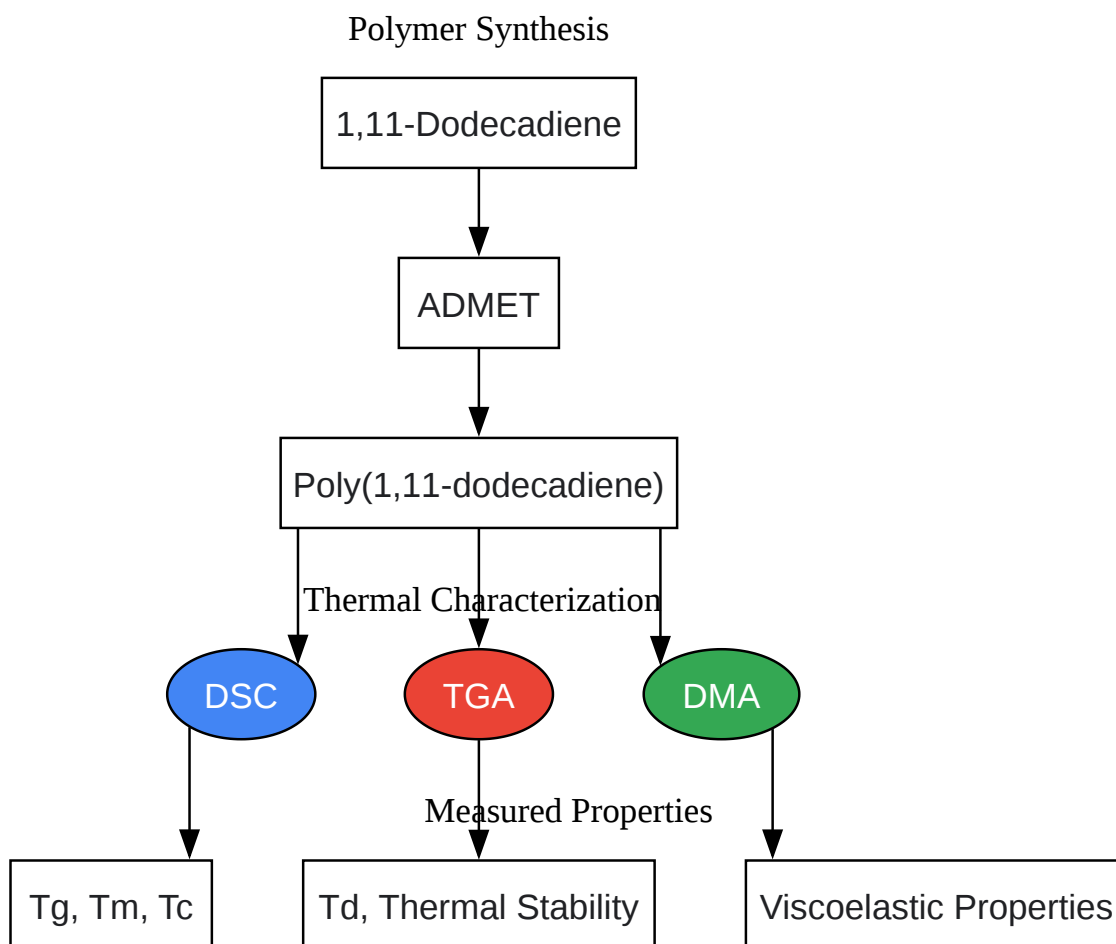 Polymer Synthesis
1,11-Dodecadiene
ADMET
Poly(1,11-dodecadiene)
Thermal Characterization
DSC
TGA
DMA
Measured Properties
Tg, Tm, Tc
Td, Thermal Stability
Viscoelastic Properties